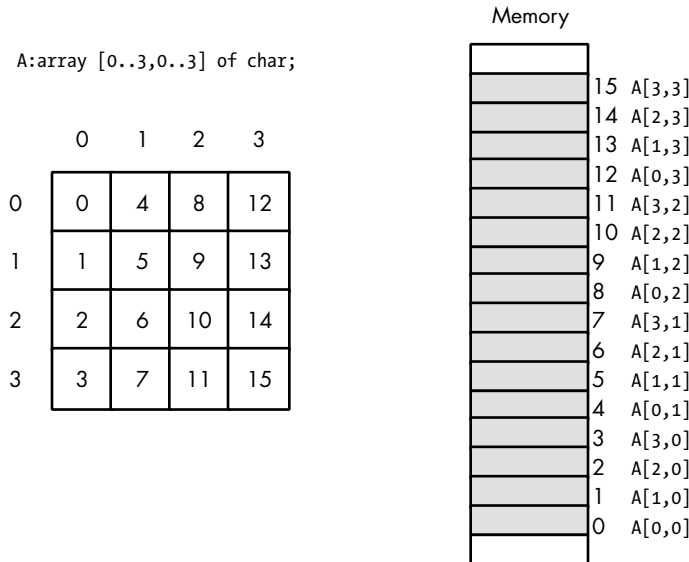 Memory
A:array [0..3,0..3] of char;
0 1 2 3
0 0 4 8 12
1 1 5 9 13
2 2 6 10 14
3 3 7 11 15
15 A[3,3]
14 A[2,3]
13 A[1,3]
12 A[0,3]
11 A[3,2]
10 A[2,2]
9 A[1,2]
8 A[0,2]
7 A[3,1]
6 A[2,1]
5 A[1,1]
4 A[0,1]
3 A[3,0]
2 A[2,0]
1 A[1,0]
0 A[0,0]